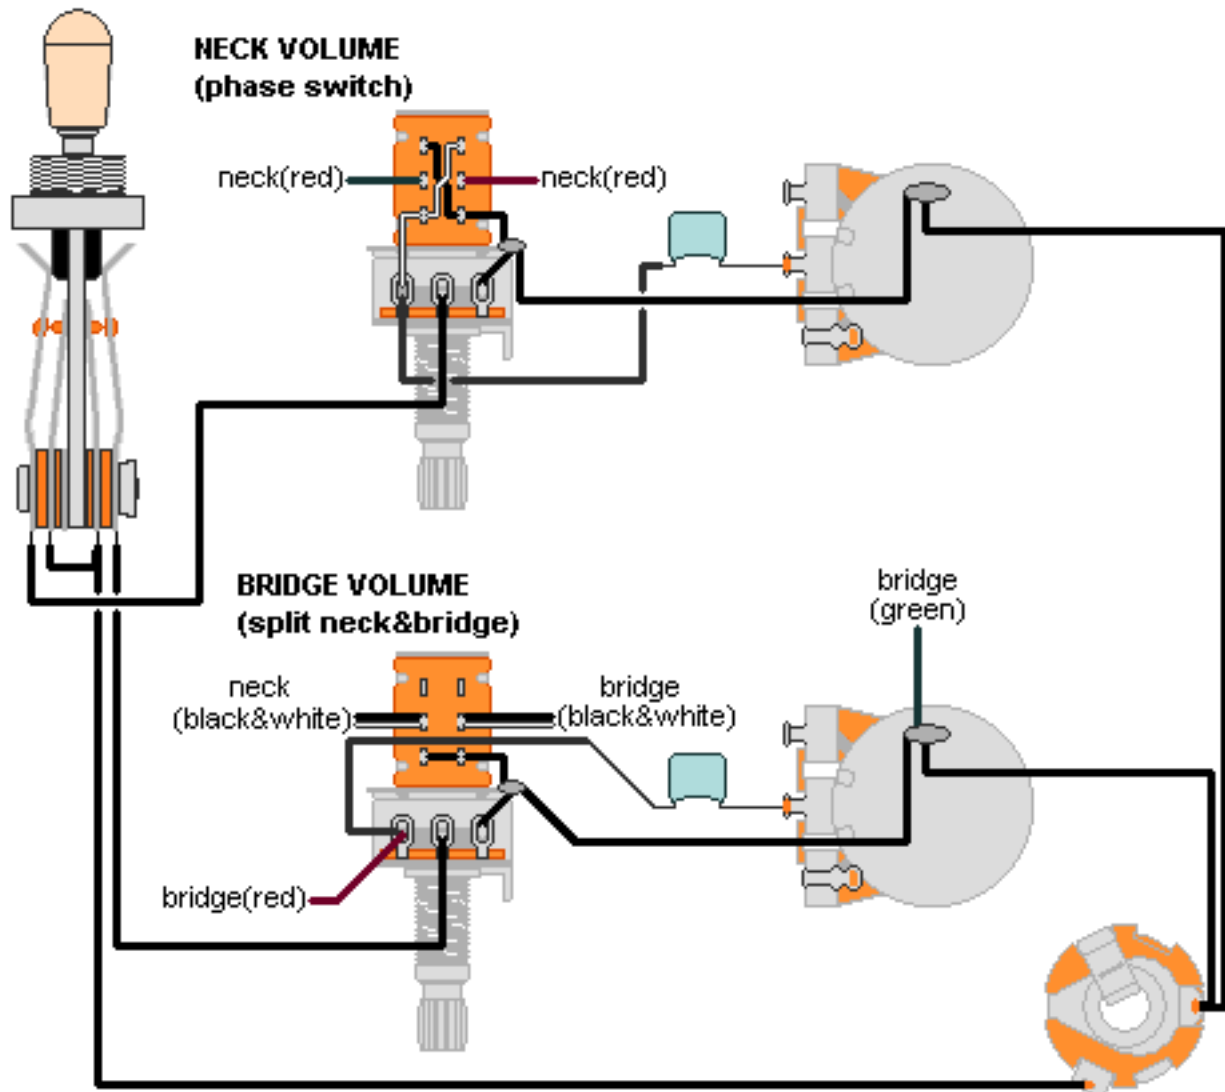 NECK VOLUME
(phase switch)
neck(red)
neck(red)
BRIDGE VOLUME
(split neck&bridge)
bridge
(green)
neck
(black&white)
bridge
(black&white)
bridge(red)